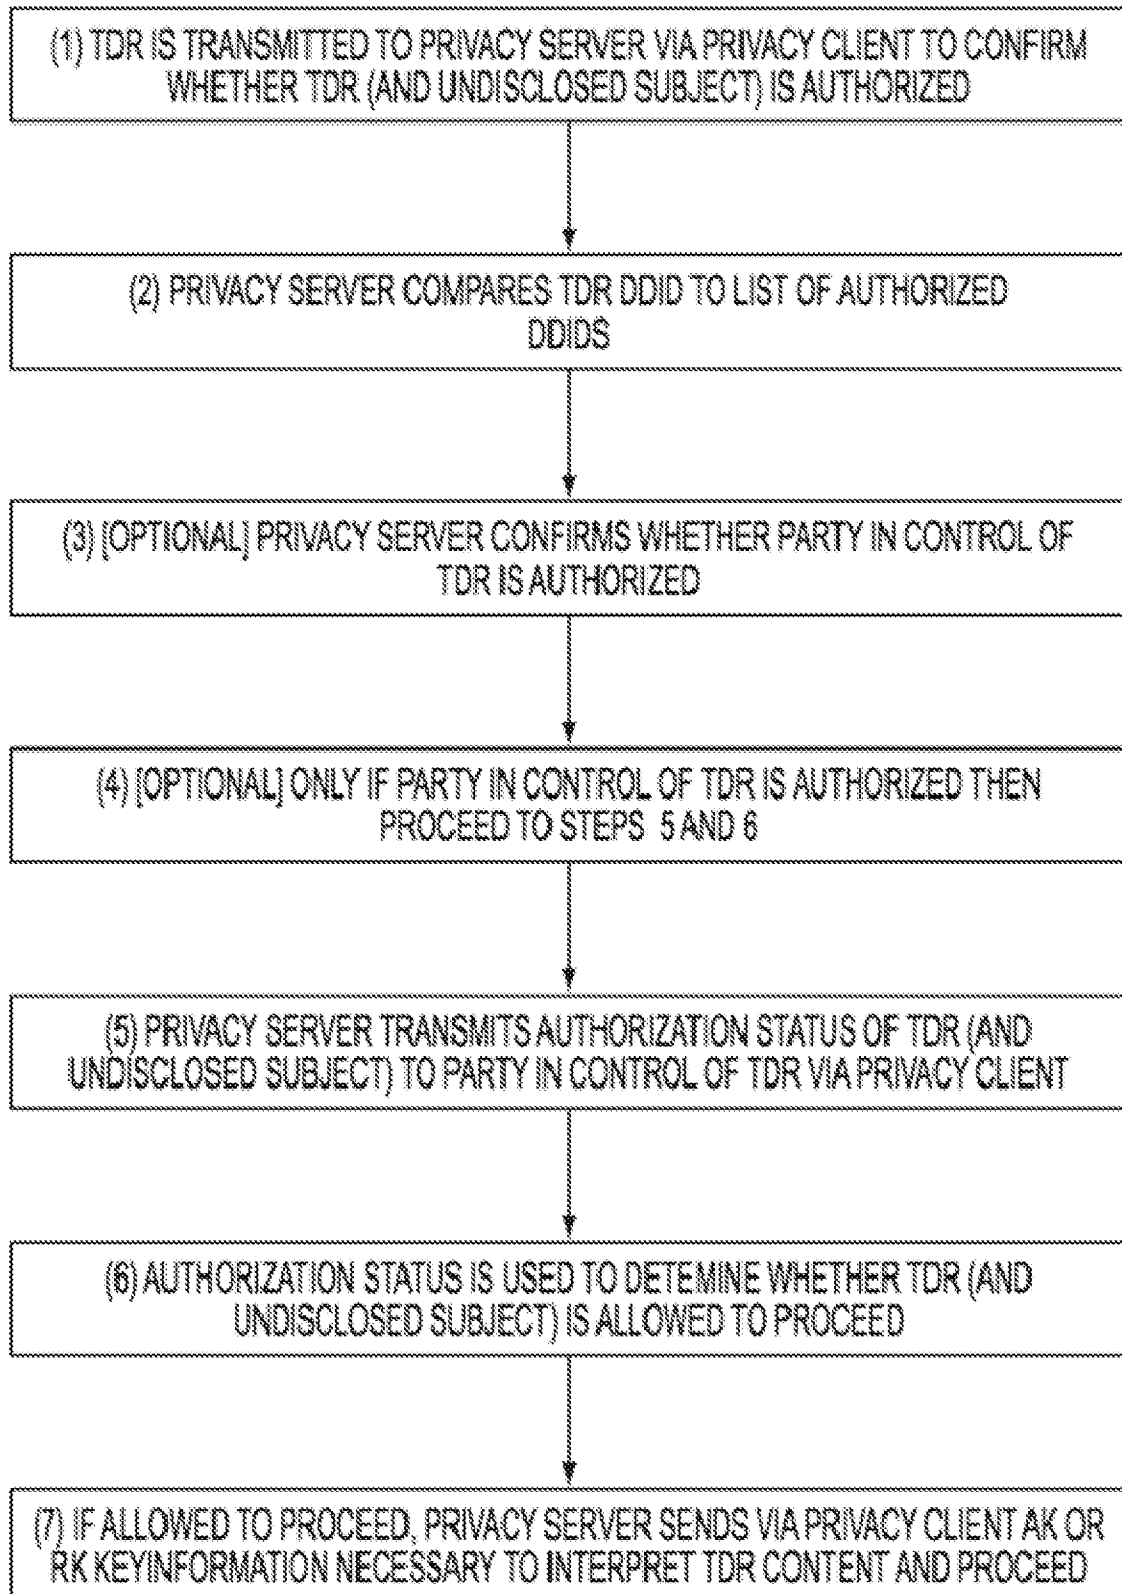 (1) TDR IS TRANSMITTED TO PRIVACY SERVER VIA PRIVACY CLIENT TO CONFIRM
WHETHER TDR (AND UNDISCLOSED SUBJECT) IS AUTHORIZED
(2) PRIVACY SERVER COMPARES TDR DDID TO LIST OF AUTHORIZED
DDIDS
(3) [OPTIONAL] PRIVACY SERVER CONFIRMS WHETHER PARTY IN CONTROL OF
TDR IS AUTHORIZED
(4) [OPTIONAL] ONLY IF PARTY IN CONTROL OF TDR IS AUTHORIZED THEN
PROCEED TO STEPS 5 AND 6
(5) PRIVACY SERVER TRANSMITS AUTHORIZATION STATUS OF TDR (AND
UNDISCLOSED SUBJECT) TO PARTY IN CONTROL OF TDR VIA PRIVACY CLIENT
(6) AUTHORIZATION STATUS IS USED TO DETEMINE WHETHER TDR (AND
UNDISCLOSED SUBJECT) IS ALLOWED TO PROCEED
(7) IF ALLOWED TO PROCEED, PRIVACY SERVER SENDS VIA PRIVACY CLIENT AK OR
RK KEYINFORMATION NECESSARY TO INTERPRET TDR CONTENT AND PROCEED